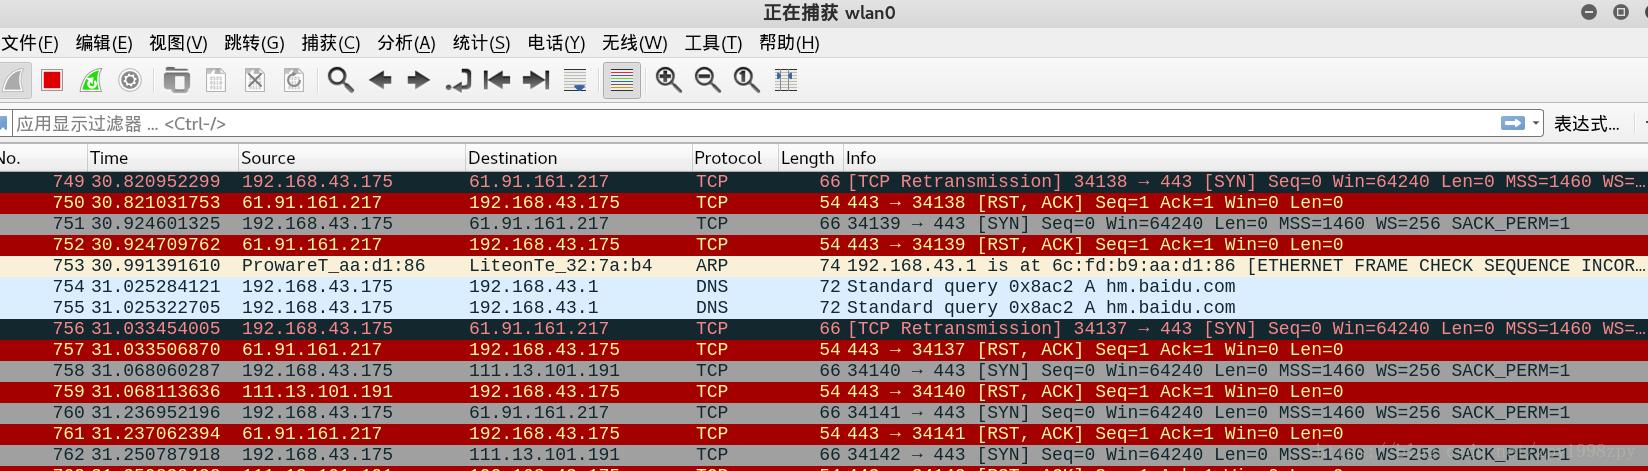 正在捕获 wlan0
文件(F) 编辑(E) 视图(V) 跳转(G) 捕获(C) 分析(A) 统计(S) 电话(Y) 无线(W) 工具(T) 帮助(H)
应用显示过滤器 ... <Ctrl-/> 表达式...
No. Time Source Destination Protocol Length Info
749 30.820952299 192.168.43.175 61.91.161.217 TCP 66 [TCP Retransmission] 34138 → 443 [SYN] Seq=0 Win=64240 Len=0 MSS=1460 WS=...
750 30.821031753 61.91.161.217 192.168.43.175 TCP 54 443 → 34138 [RST, ACK] Seq=1 Ack=1 Win=0 Len=0
751 30.924601325 192.168.43.175 61.91.161.217 TCP 66 34139 → 443 [SYN] Seq=0 Win=64240 Len=0 MSS=1460 WS=256 SACK_PERM=1
752 30.924709762 61.91.161.217 192.168.43.175 TCP 54 443 → 34139 [RST, ACK] Seq=1 Ack=1 Win=0 Len=0
753 30.991391610 ProwareT_aa:d1:86 LiteonTe_32:7a:b4 ARP 74 192.168.43.1 is at 6c:fd:b9:aa:d1:86 [ETHERNET FRAME CHECK SEQUENCE INCOR...
754 31.025284121 192.168.43.175 192.168.43.1 DNS 72 Standard query 0x8ac2 A hm.baidu.com
755 31.025322705 192.168.43.175 192.168.43.1 DNS 72 Standard query 0x8ac2 A hm.baidu.com
756 31.033454005 192.168.43.175 61.91.161.217 TCP 66 [TCP Retransmission] 34137 → 443 [SYN] Seq=0 Win=64240 Len=0 MSS=1460 WS=...
757 31.033506870 61.91.161.217 192.168.43.175 TCP 54 443 → 34137 [RST, ACK] Seq=1 Ack=1 Win=0 Len=0
758 31.068060287 192.168.43.175 111.13.101.191 TCP 66 34140 → 443 [SYN] Seq=0 Win=64240 Len=0 MSS=1460 WS=256 SACK_PERM=1
759 31.068113636 111.13.101.191 192.168.43.175 TCP 54 443 → 34140 [RST, ACK] Seq=1 Ack=1 Win=0 Len=0
760 31.236952196 192.168.43.175 61.91.161.217 TCP 66 34141 → 443 [SYN] Seq=0 Win=64240 Len=0 MSS=1460 WS=256 SACK_PERM=1
761 31.237062394 61.91.161.217 192.168.43.175 TCP 54 443 → 34141 [RST, ACK] Seq=1 Ack=1 Win=0 Len=0
762 31.250787918 192.168.43.175 111.13.101.191 TCP 66 34142 → 443 [SYN] Seq=0 Win=64240 Len=0 MSS=1460 WS=256 SACK_PERM=1